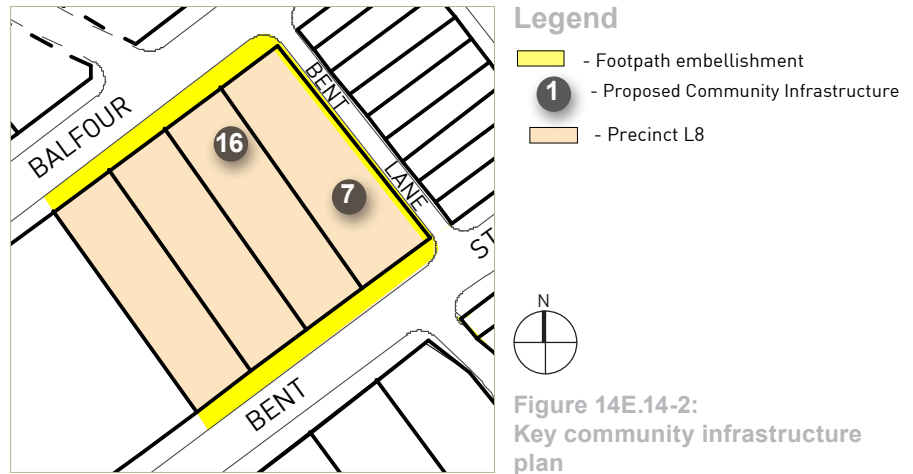 BALFOUR
BENT
LANE
16
7
ST
BENT
Legend
- Footpath embellishment
1
- Proposed Community Infrastructure
- Precinct L8
N
Figure 14E.14-2:
Key community infrastructure
plan